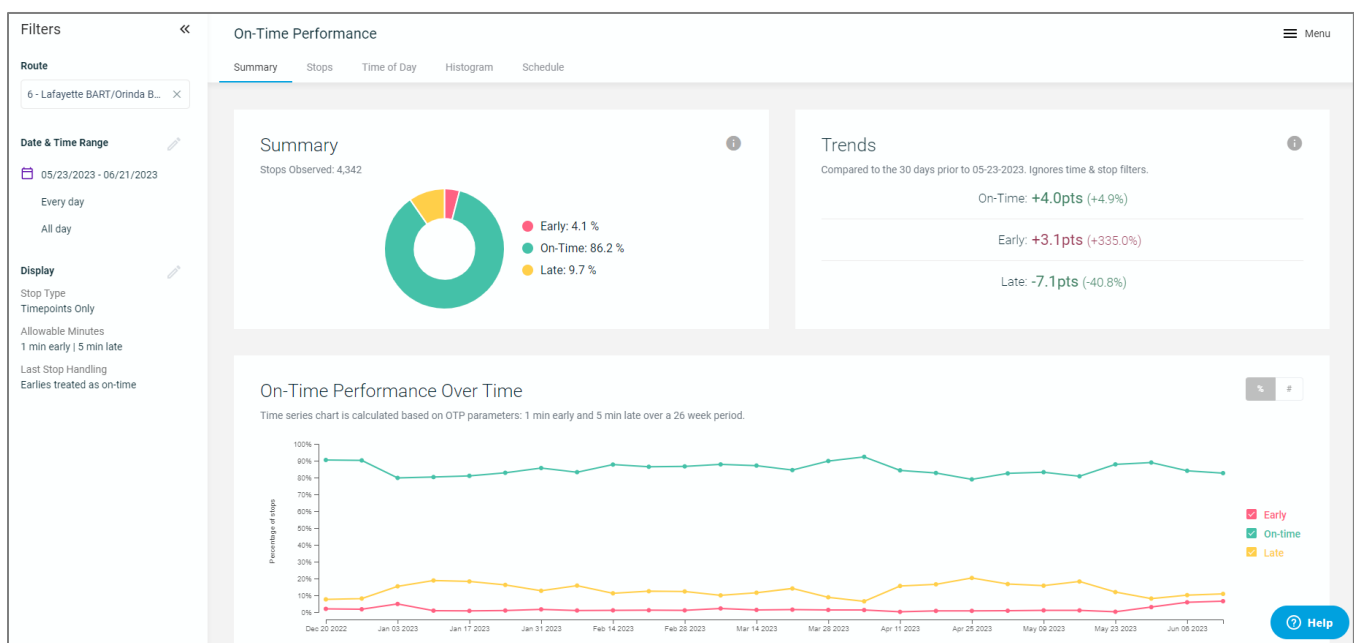 Filters
Route
6 - Lafayette BART/Orinda B...
Date & Time Range
05/23/2023 - 06/21/2023
Every day
All day
Display
Stop Type
Timepoints Only
Allowable Minutes
1 min early | 5 min late
Last Stop Handling
Earlies treated as on-time
On-Time Performance
Menu
Summary Stops Time of Day Histogram Schedule
Summary
Stops Observed: 4,342
Early: 4.1 %
On-Time: 86.2 %
Late: 9.7 %
Trends
Compared to the 30 days prior to 05-23-2023. Ignores time & stop filters.
On-Time: +4.0pts (+4.9%)
Early: +3.1pts (+335.0%)
Late: -7.1pts (-40.8%)
On-Time Performance Over Time
% #
Time series chart is calculated based on OTP parameters: 1 min early and 5 min late over a 26 week period.
Percentage of stops
100%
90%
80%
70%
60%
50%
40%
30%
20%
10%
0%
Dec 20 2022 Jan 03 2023 Jan 17 2023 Jan 31 2023 Feb 14 2023 Feb 28 2023 Mar 14 2023 Mar 28 2023 Apr 11 2023 Apr 25 2023 May 09 2023 May 23 2023 Jun 06 2023
Early
On-time
Late
Help